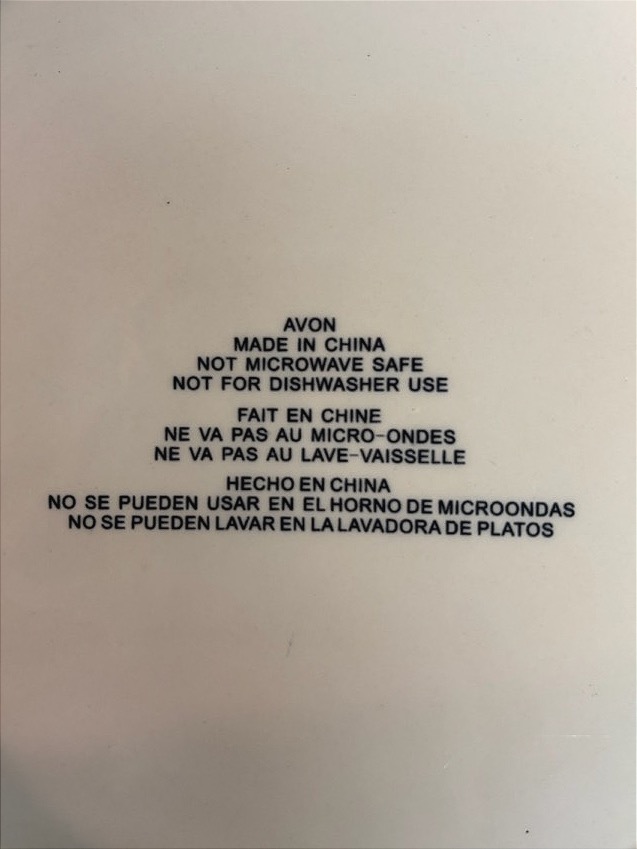 AVON
MADE IN CHINA
NOT MICROWAVE SAFE
NOT FOR DISHWASHER USE
FAIT EN CHINE
NE VA PAS AU MICRO-ONDES
NE VA PAS AU LAVE-VAISSELLE
HECHO EN CHINA
NO SE PUEDEN USAR EN EL HORNO DE MICROONDAS
NO SE PUEDEN LAVAR EN LA LAVADORA DE PLATOS